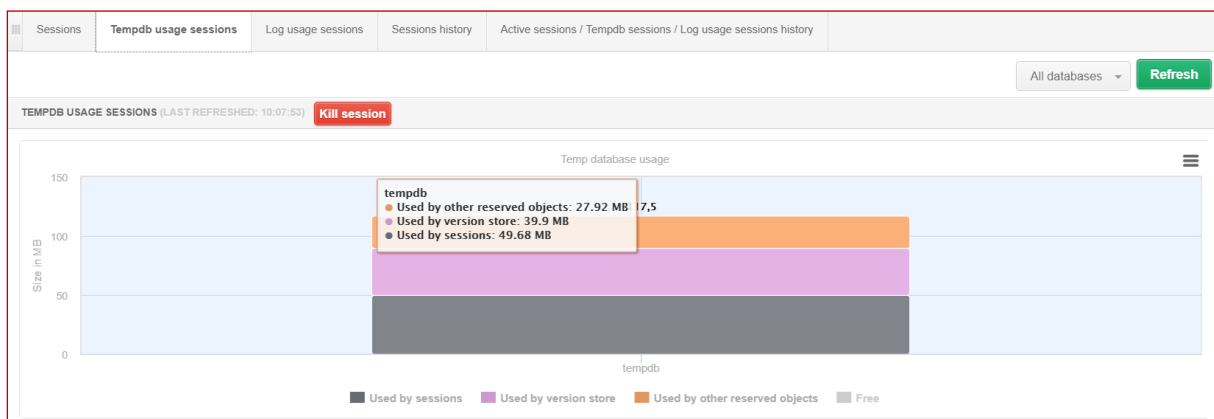 Sessions Tempdb usage sessions Log usage sessions Sessions history Active sessions / Tempdb sessions / Log usage sessions history
All databases Refresh
TEMPDB USAGE SESSIONS (LAST REFRESHED: 10:07:53) Kill session
Temp database usage
150
100
50
0
Size in MB
tempdb
Used by other reserved objects: 27.92 MB 17,5
Used by version store: 39.9 MB
Used by sessions: 49.68 MB
tempdb
Used by sessions Used by version store Used by other reserved objects Free